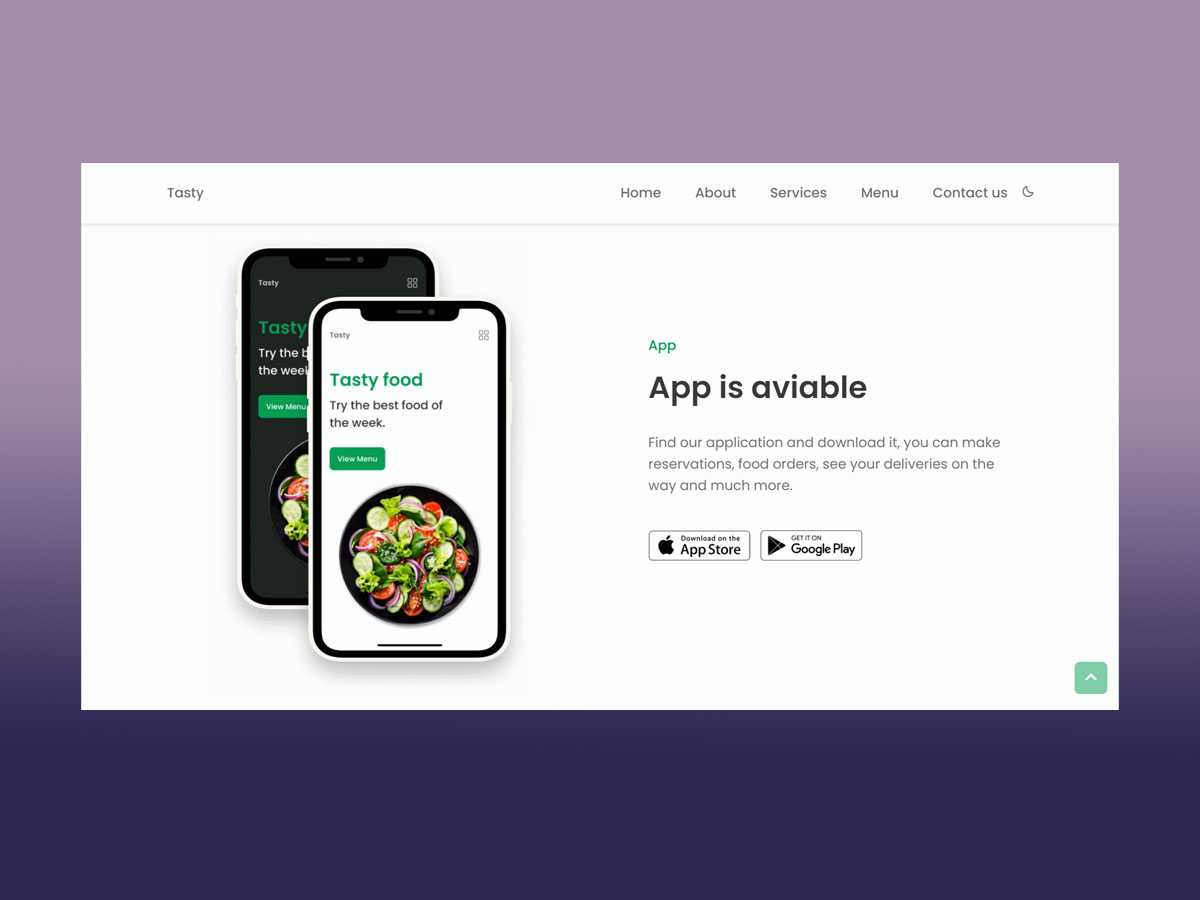 Tasty
Home About Services Menu Contact us
Tasty
Tasty
Try the b
the week
View Menu
Tasty
Tasty food
Try the best food of
the week.
View Menu
App
App is aviable
Find our application and download it, you can make
reservations, food orders, see your deliveries on the
way and much more.
Download on the
App Store
GET IT ON
Google Play